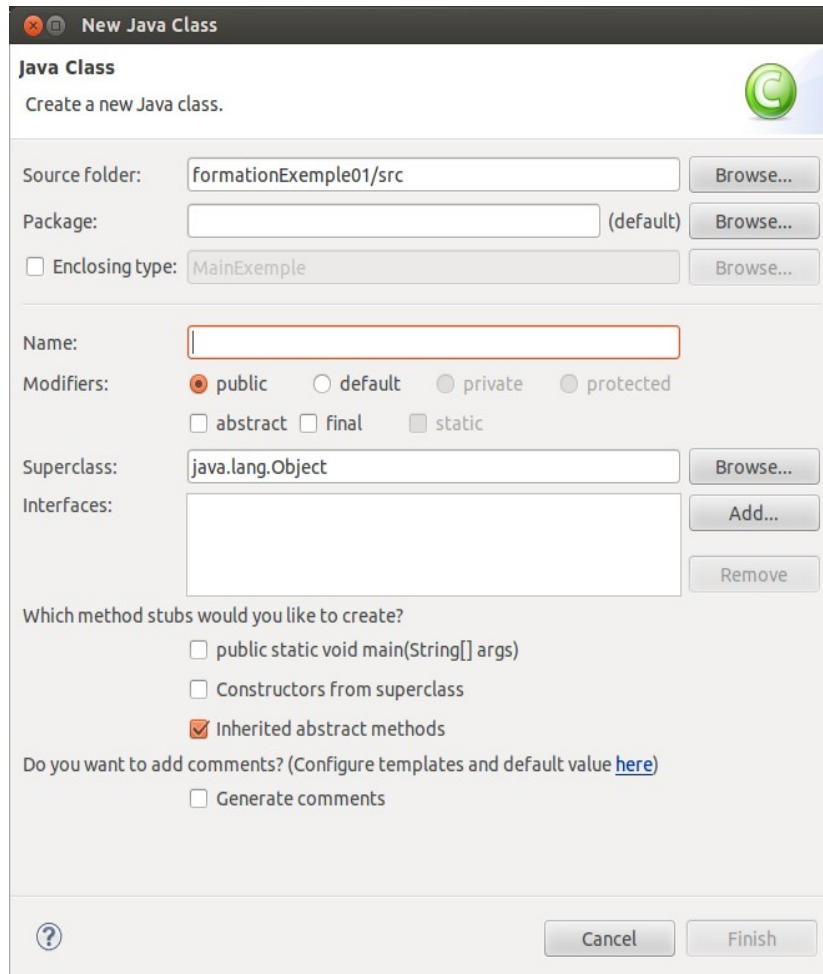 New Java Class
Java Class
Create a new Java class.
Source folder: formationExemple01/src Browse...
Package: (default) Browse...
Enclosing type: MainExemple Browse...
Name:
Modifiers: public default private protected
abstract final static
Superclass: java.lang.Object Browse...
Interfaces: Add...
Remove
Which method stubs would you like to create?
public static void main(String[] args)
Constructors from superclass
Inherited abstract methods
Do you want to add comments? (Configure templates and default value here)
Generate comments
? Cancel Finish